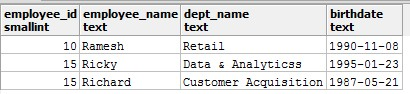 employee_id employee_name dept_name birthdate
smallint text text text
10 Ramesh Retail 1990-11-08
15 Ricky Data & Analyticss 1995-01-23
15 Richard Customer Acquisition 1987-05-21